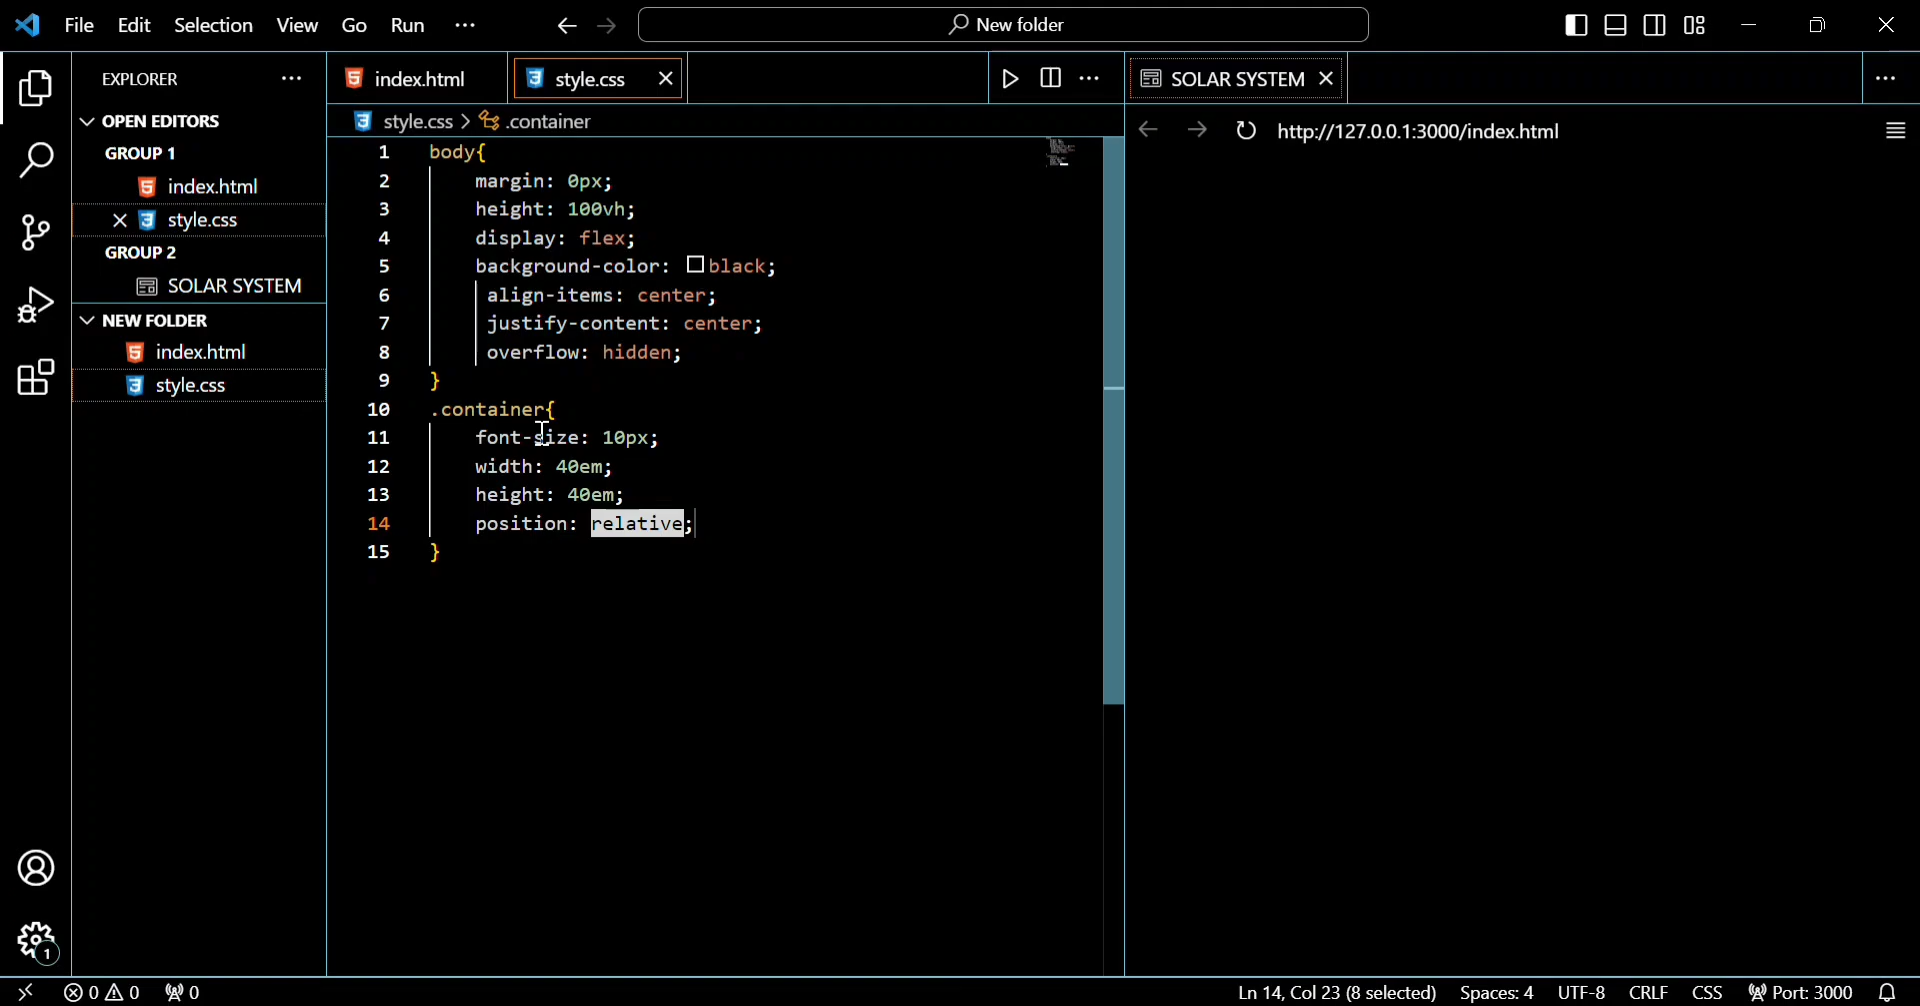 File Edit Selection View Go Run ··· New folder
EXPLORER ···
OPEN EDITORS
GROUP 1
index.html
style.css
GROUP 2
SOLAR SYSTEM
NEW FOLDER
index.html
style.css
index.html style.css
style.css > .container
1 body{
2 margin: 0px;
3 height: 100vh;
4 display: flex;
5 background-color: black;
6 align-items: center;
7 justify-content: center;
8 overflow: hidden;
9 }
10 .container{
11 font-size: 10px;
12 width: 40em;
13 height: 40em;
14 position: relative;
15 }
SOLAR SYSTEM
http://127.0.0.1:3000/index.html
1
0 0 0 Ln 14, Col 23 (8 selected) Spaces: 4 UTF-8 CRLF CSS Port: 3000